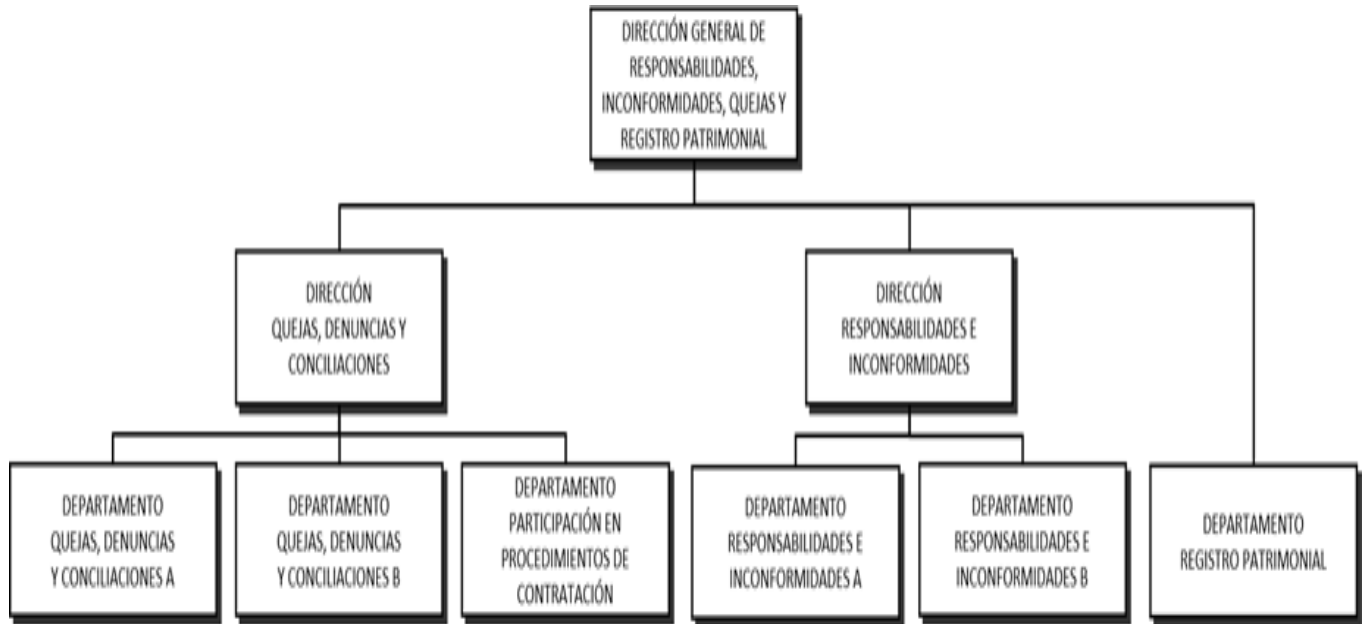 DIRECCIÓN GENERAL DE
RESPONSABILIDADES,
INCONFORMIDADES, QUEJAS Y
REGISTRO PATRIMONIAL
DIRECCIÓN
QUEJAS, DENUNCIAS Y
CONCILIACIONES
DIRECCIÓN
RESPONSABILIDADES E
INCONFORMIDADES
DEPARTAMENTO
QUEJAS, DENUNCIAS
Y CONCILIACIONES A
DEPARTAMENTO
QUEJAS, DENUNCIAS
Y CONCILIACIONES B
DEPARTAMENTO
PARTICIPACIÓN EN
PROCEDIMIENTOS DE
CONTRATACIÓN
DEPARTAMENTO
RESPONSABILIDADES E
INCONFORMIDADES A
DEPARTAMENTO
RESPONSABILIDADES E
INCONFORMIDADES B
DEPARTAMENTO
REGISTRO PATRIMONIAL